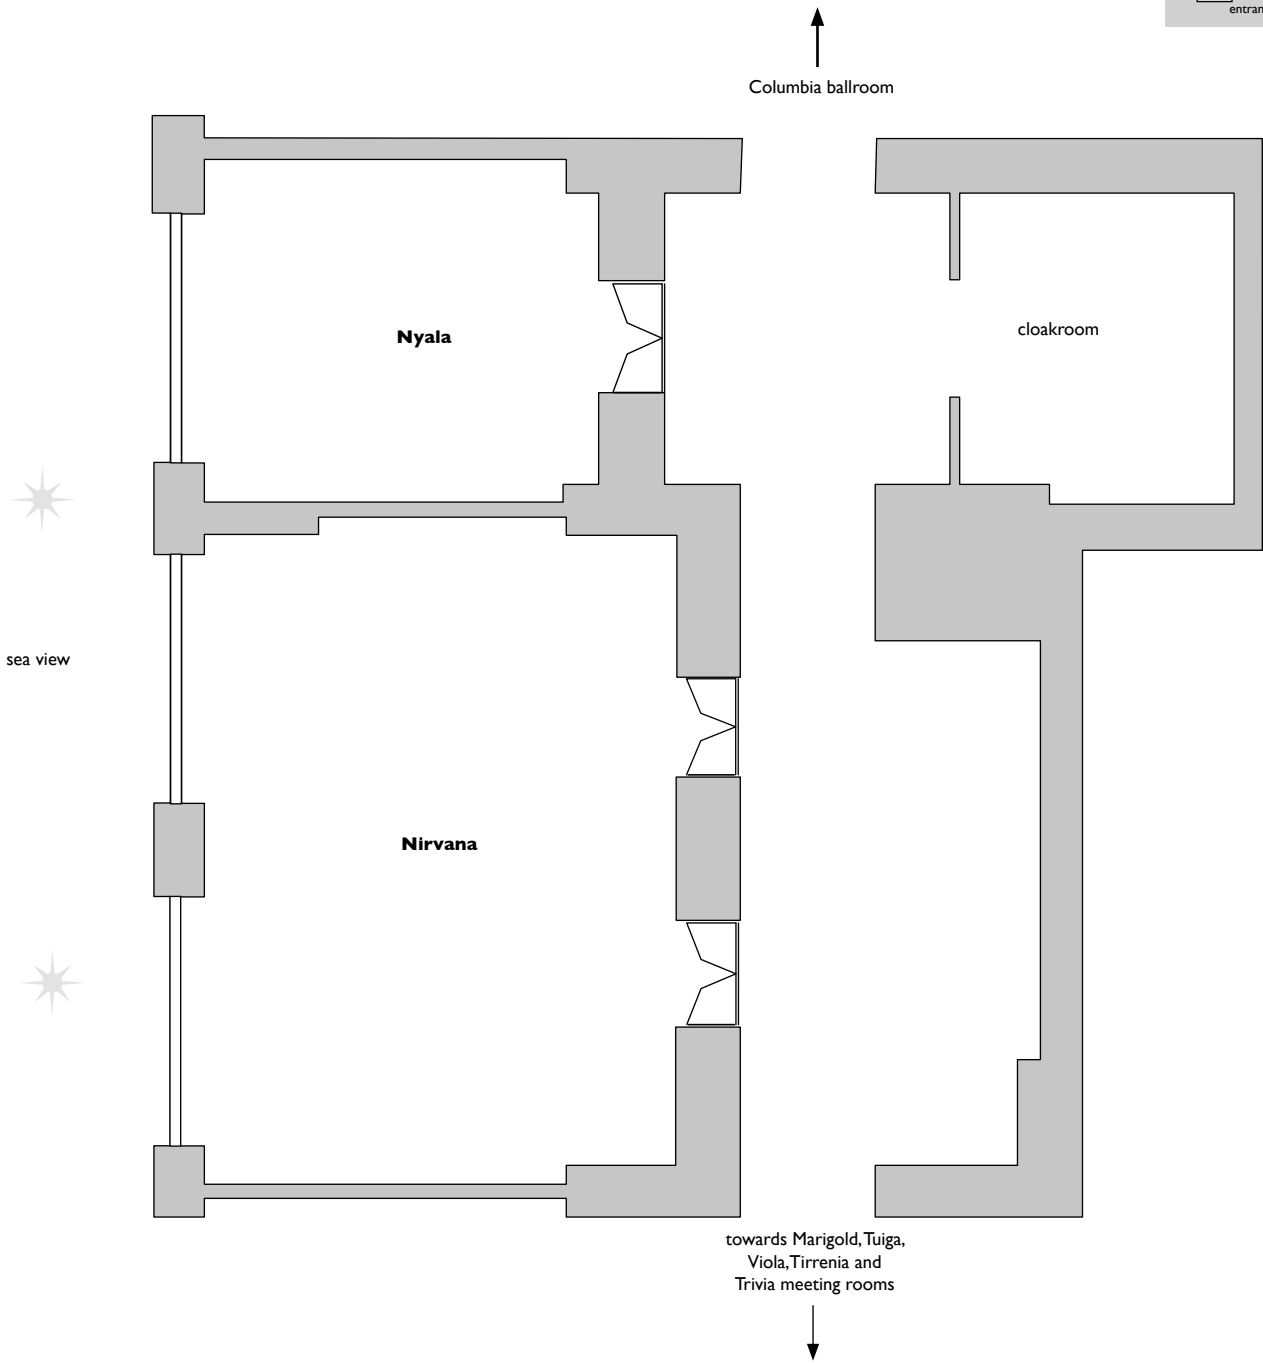 Columbia ballroom
Nyala
cloakroom
sea view
Nirvana
towards Marigold, Tuiga,
Viola, Tirrenia and
Trivia meeting rooms